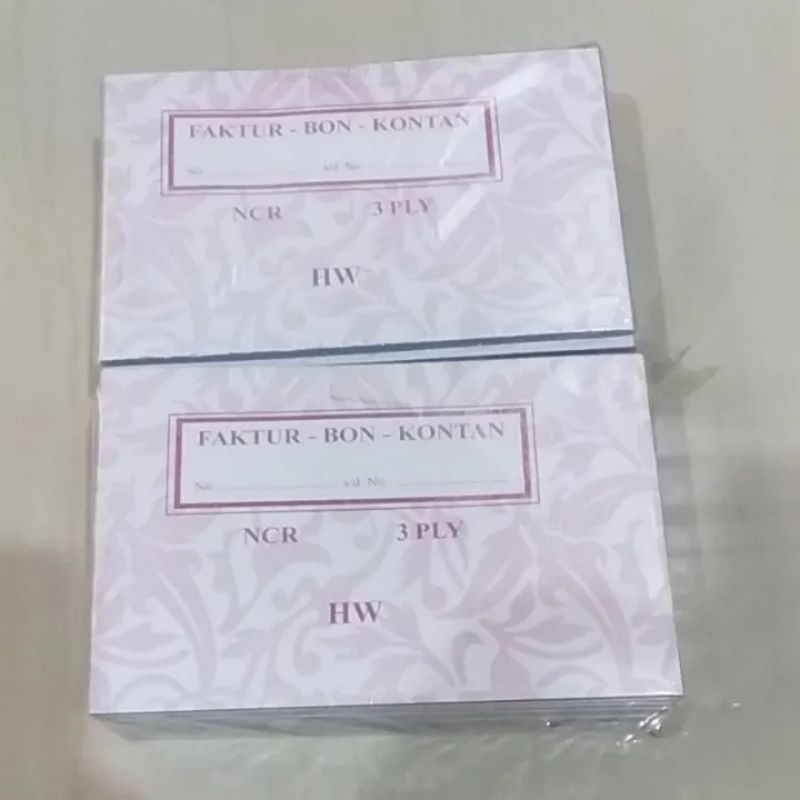 FAKTUR - BON - KONTAN
No. s/d No.
NCR 3 PLY
HW
FAKTUR - BON - KONTAN
No. s/d No.
NCR 3 PLY
HW